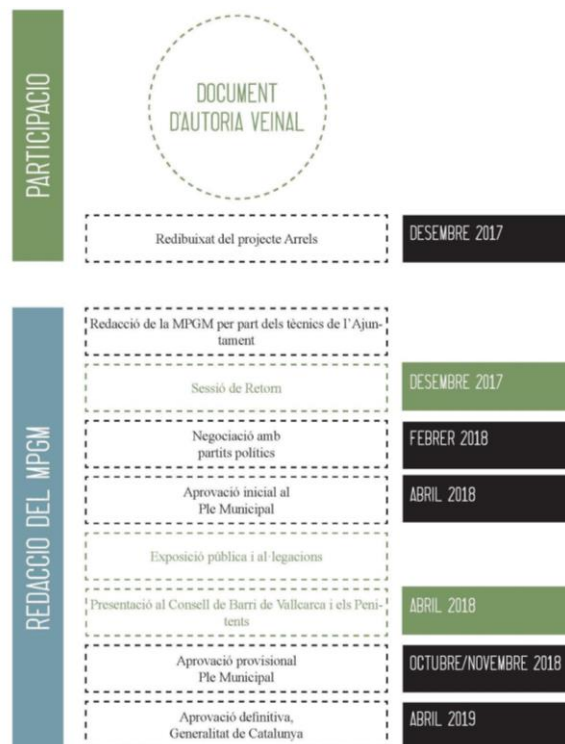 PARTICIPACIO
DOCUMENT
D'AUTORIA VEINAL
Redibuixat del projecte Arrels
DESEMBRE 2017
REDACCIO DEL MPGM
Redacció de la MPGM per part dels tècnics de l'Ajun-
tament
Sessió de Retorn
DESEMBRE 2017
Negociació amb
partits polítics
FEBRER 2018
Aprovació inicial al
Ple Municipal
ABRIL 2018
Exposició pública i al·legacions
Presentació al Consell de Barri de Vallcarca i els Peni-
tents
ABRIL 2018
Aprovació provisional
Ple Municipal
OCTUBRE/NOVEMBRE 2018
Aprovació definitiva,
Generalitat de Catalunya
ABRIL 2019